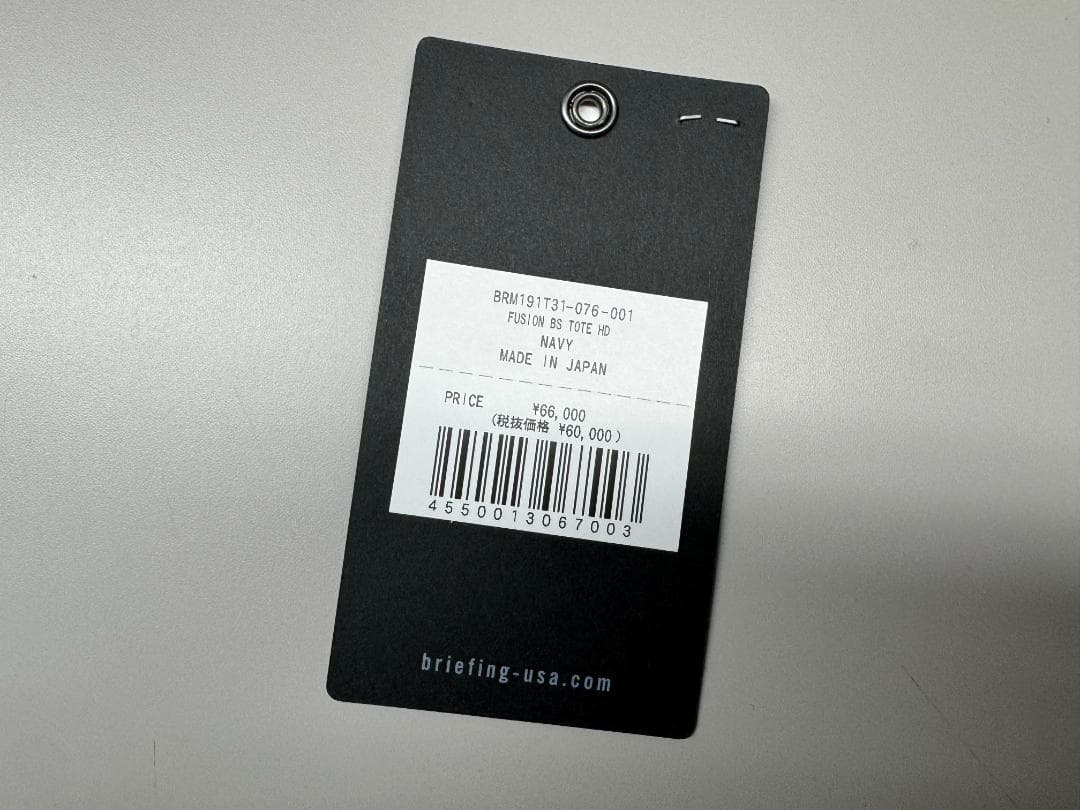 BRM191T31-076-001
FUSION BS TOTE HD
NAVY
MADE IN JAPAN
PRICE ¥66,000
(税抜価格 ¥60,000)
4550013067003
briefing-usa.com